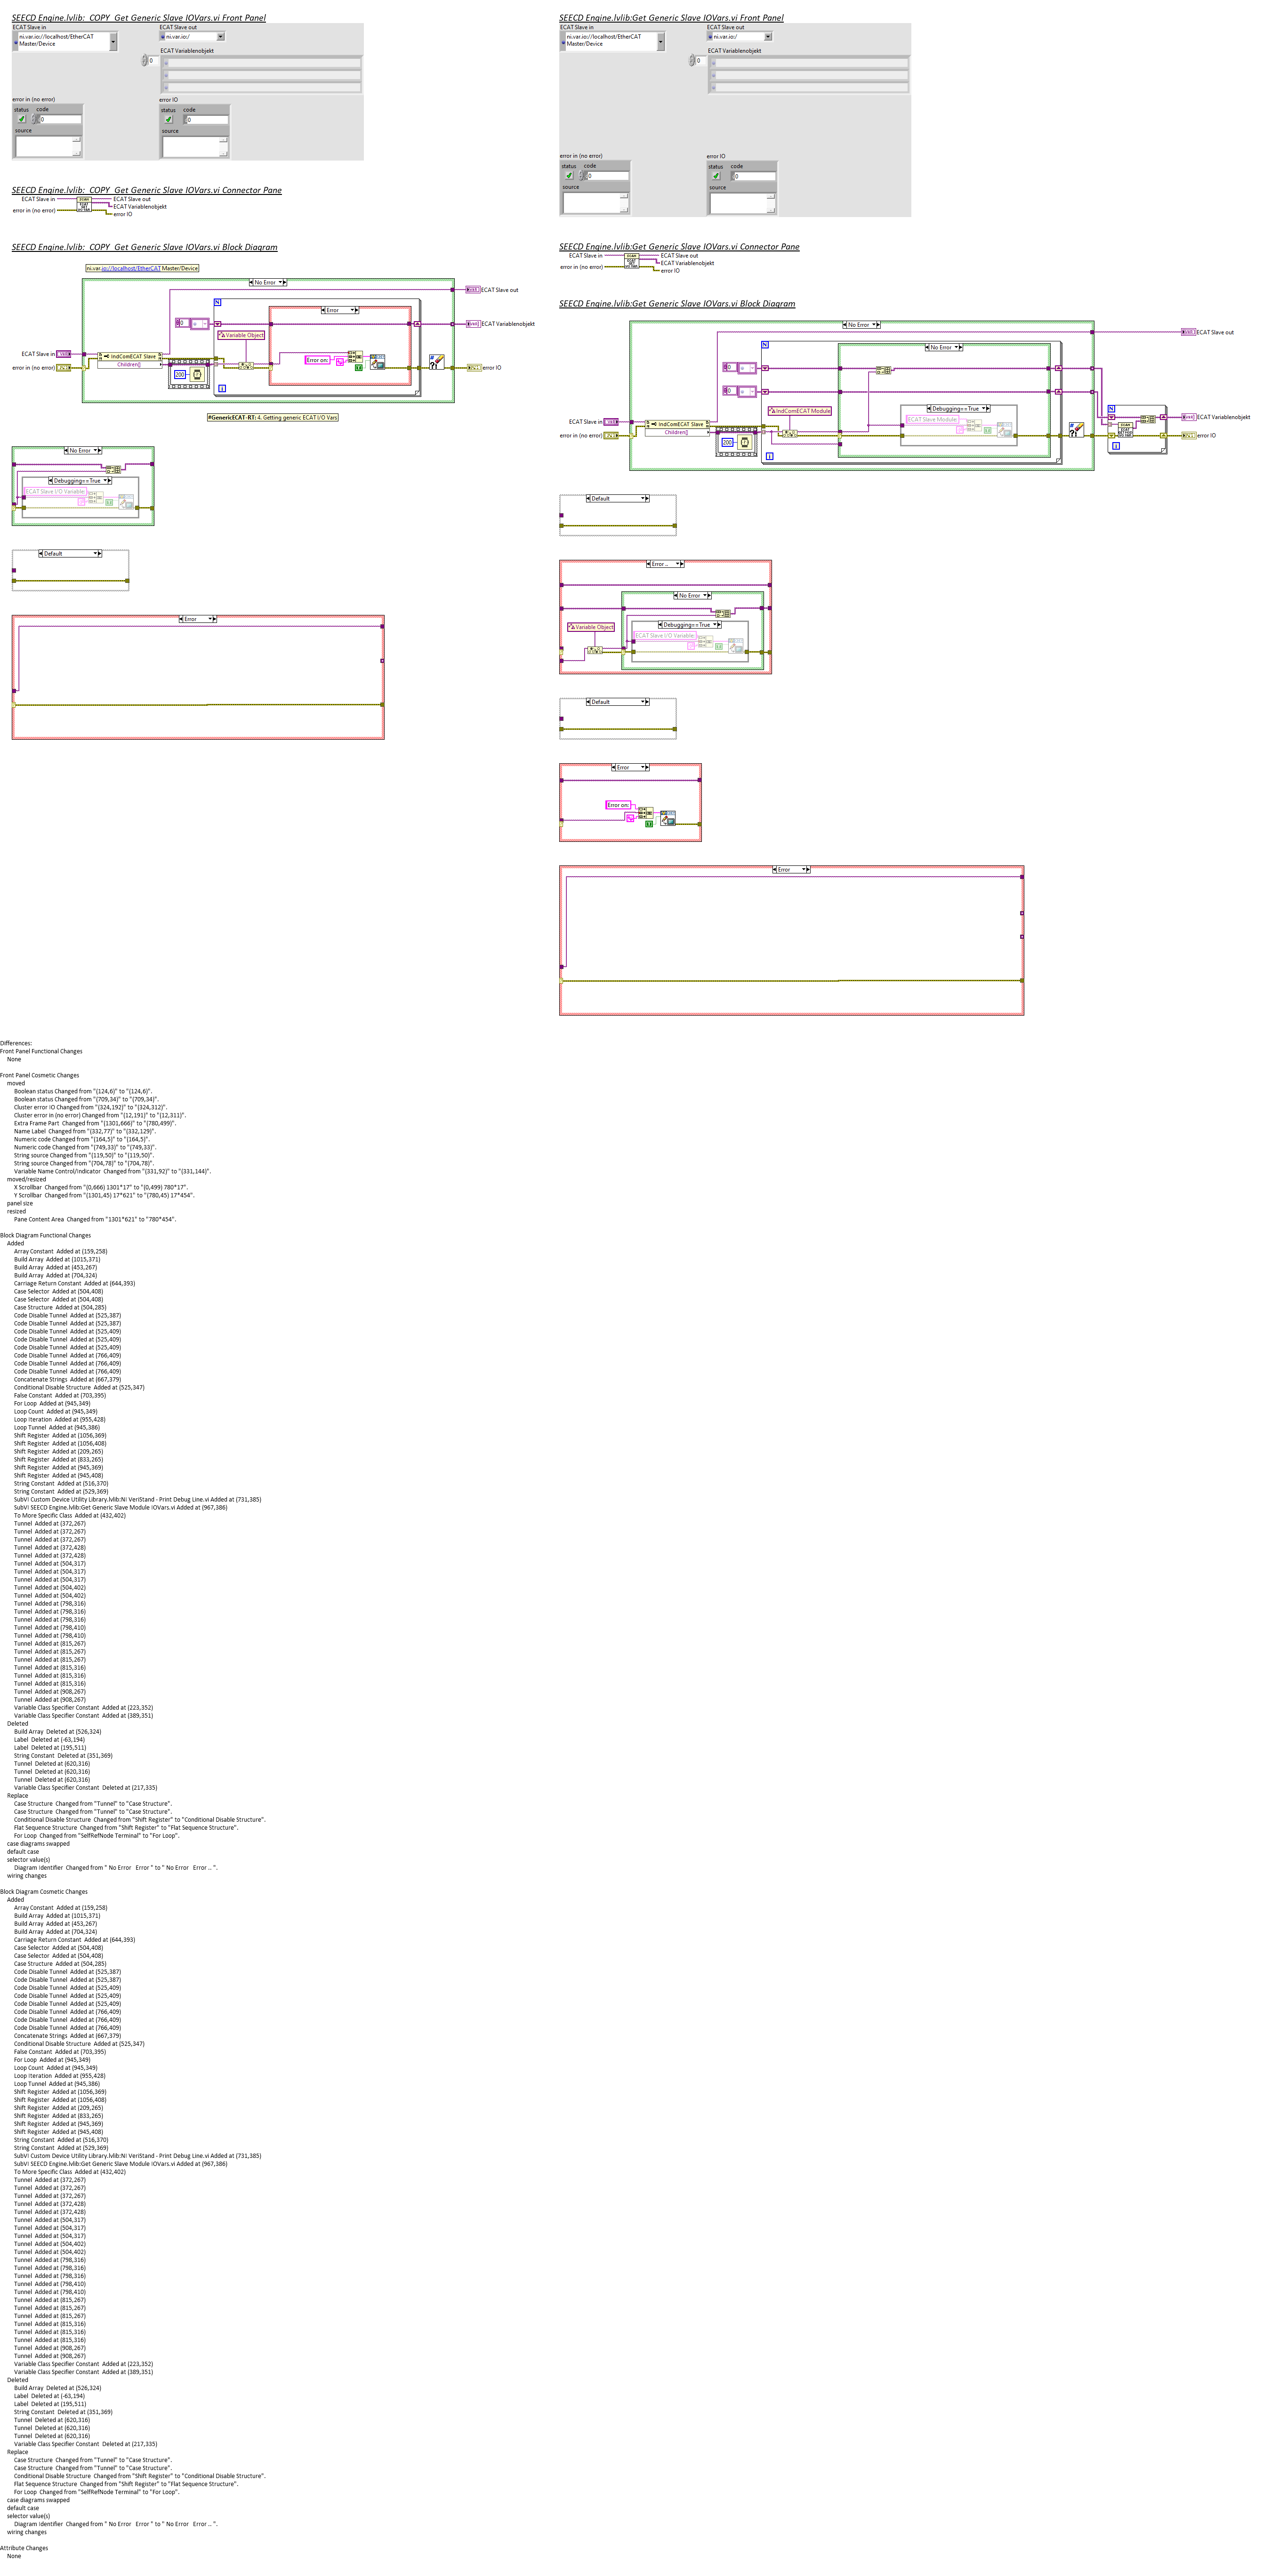 SEECD Engine.lvlib:_COPY_Get Generic Slave IOVars.vi Front Panel
ECAT Slave in
ni.var.io://localhost/EtherCAT
Master/Device
ECAT Slave out
ni.var.io:/
ECAT Variablenobjekt
0
error in (no error)
status code
0
source
error IO
status code
0
source
SEECD Engine.lvlib:_COPY_Get Generic Slave IOVars.vi Connector Pane
ECAT Slave in
error in (no error)
ECAT Slave out
ECAT Variablenobjekt
error IO
SEECD Engine.lvlib:_COPY_Get Generic Slave IOVars.vi Block Diagram
ni.var.io://localhost/EtherCAT Master/Device
No Error
ECAT Slave out
N
Error
0
ECAT Variablenobjekt
Variable Object
ECAT Slave in
IndComECAT Slave
Children[]
Error on:
error in (no error)
200
error IO
i
#GenericECAT-RT: 4. Getting generic ECAT I/O Vars
No Error
Debugging==True
ECAT Slave I/O Variable:
Default
Error
SEECD Engine.lvlib:Get Generic Slave IOVars.vi Front Panel
ECAT Slave in
ni.var.io://localhost/EtherCAT
Master/Device
ECAT Slave out
ni.var.io:/
ECAT Variablenobjekt
0
error in (no error)
status code
0
source
error IO
status code
0
source
SEECD Engine.lvlib:Get Generic Slave IOVars.vi Connector Pane
ECAT Slave in
error in (no error)
ECAT Slave out
ECAT Variablenobjekt
error IO
SEECD Engine.lvlib:Get Generic Slave IOVars.vi Block Diagram
No Error
ECAT Slave out
N
No Error
0
0
IndComECAT Module
Debugging==True
ECAT Slave Module:
N
ECAT Variablenobjekt
ECAT Slave in
IndComECAT Slave
Children[]
error in (no error)
200
error IO
i
i
Default
Error ..
No Error
Debugging==True
Variable Object
ECAT Slave I/O Variable:
Default
Error
Error on:
Error
Differences:
Front Panel Functional Changes
None
Front Panel Cosmetic Changes
moved
Boolean status Changed from "(124,6)" to "(124,6)".
Boolean status Changed from "(709,34)" to "(709,34)".
Cluster error IO Changed from "(324,192)" to "(324,312)".
Cluster error in (no error) Changed from "(12,191)" to "(12,311)".
Extra Frame Part Changed from "(1301,666)" to "(780,499)".
Name Label Changed from "(332,77)" to "(332,129)".
Numeric code Changed from "(164,5)" to "(164,5)".
Numeric code Changed from "(749,33)" to "(749,33)".
String source Changed from "(119,50)" to "(119,50)".
String source Changed from "(704,78)" to "(704,78)".
Variable Name Control/Indicator Changed from "(331,92)" to "(331,144)".
moved/resized
X Scrollbar Changed from "(0,666) 1301*17" to "(0,499) 780*17".
Y Scrollbar Changed from "(1301,45) 17*621" to "(780,45) 17*454".
panel size
resized
Pane Content Area Changed from "1301*621" to "780*454".
Block Diagram Functional Changes
Added
Array Constant Added at (159,258)
Build Array Added at (1015,371)
Build Array Added at (453,267)
Build Array Added at (704,324)
Carriage Return Constant Added at (644,393)
Case Selector Added at (504,408)
Case Selector Added at (504,408)
Case Structure Added at (504,285)
Code Disable Tunnel Added at (525,387)
Code Disable Tunnel Added at (525,387)
Code Disable Tunnel Added at (525,409)
Code Disable Tunnel Added at (525,409)
Code Disable Tunnel Added at (525,409)
Code Disable Tunnel Added at (766,409)
Code Disable Tunnel Added at (766,409)
Code Disable Tunnel Added at (766,409)
Concatenate Strings Added at (667,379)
Conditional Disable Structure Added at (525,347)
False Constant Added at (703,395)
For Loop Added at (945,349)
Loop Count Added at (945,349)
Loop Iteration Added at (955,428)
Loop Tunnel Added at (945,386)
Shift Register Added at (1056,369)
Shift Register Added at (1056,408)
Shift Register Added at (209,265)
Shift Register Added at (833,265)
Shift Register Added at (945,369)
Shift Register Added at (945,408)
String Constant Added at (516,370)
String Constant Added at (529,369)
SubVI Custom Device Utility Library.lvlib:NI VeriStand - Print Debug Line.vi Added at (731,385)
SubVI SEECD Engine.lvlib:Get Generic Slave Module IOVars.vi Added at (967,386)
To More Specific Class Added at (432,402)
Tunnel Added at (372,267)
Tunnel Added at (372,267)
Tunnel Added at (372,267)
Tunnel Added at (372,428)
Tunnel Added at (372,428)
Tunnel Added at (504,317)
Tunnel Added at (504,317)
Tunnel Added at (504,317)
Tunnel Added at (504,402)
Tunnel Added at (504,402)
Tunnel Added at (798,316)
Tunnel Added at (798,316)
Tunnel Added at (798,316)
Tunnel Added at (798,410)
Tunnel Added at (798,410)
Tunnel Added at (815,267)
Tunnel Added at (815,267)
Tunnel Added at (815,267)
Tunnel Added at (815,316)
Tunnel Added at (815,316)
Tunnel Added at (815,316)
Tunnel Added at (908,267)
Tunnel Added at (908,267)
Variable Class Specifier Constant Added at (223,352)
Variable Class Specifier Constant Added at (389,351)
Deleted
Build Array Deleted at (526,324)
Label Deleted at (-63,194)
Label Deleted at (195,511)
String Constant Deleted at (351,369)
Tunnel Deleted at (620,316)
Tunnel Deleted at (620,316)
Tunnel Deleted at (620,316)
Variable Class Specifier Constant Deleted at (217,335)
Replace
Case Structure Changed from "Tunnel" to "Case Structure".
Case Structure Changed from "Tunnel" to "Case Structure".
Conditional Disable Structure Changed from "Shift Register" to "Conditional Disable Structure".
Flat Sequence Structure Changed from "Shift Register" to "Flat Sequence Structure".
For Loop Changed from "SelfRefNode Terminal" to "For Loop".
case diagrams swapped
default case
selector value(s)
Diagram Identifier Changed from " No Error Error " to " No Error Error .. ".
wiring changes
Block Diagram Cosmetic Changes
Added
Array Constant Added at (159,258)
Build Array Added at (1015,371)
Build Array Added at (453,267)
Build Array Added at (704,324)
Carriage Return Constant Added at (644,393)
Case Selector Added at (504,408)
Case Selector Added at (504,408)
Case Structure Added at (504,285)
Code Disable Tunnel Added at (525,387)
Code Disable Tunnel Added at (525,387)
Code Disable Tunnel Added at (525,409)
Code Disable Tunnel Added at (525,409)
Code Disable Tunnel Added at (525,409)
Code Disable Tunnel Added at (766,409)
Code Disable Tunnel Added at (766,409)
Code Disable Tunnel Added at (766,409)
Concatenate Strings Added at (667,379)
Conditional Disable Structure Added at (525,347)
False Constant Added at (703,395)
For Loop Added at (945,349)
Loop Count Added at (945,349)
Loop Iteration Added at (955,428)
Loop Tunnel Added at (945,386)
Shift Register Added at (1056,369)
Shift Register Added at (1056,408)
Shift Register Added at (209,265)
Shift Register Added at (833,265)
Shift Register Added at (945,369)
Shift Register Added at (945,408)
String Constant Added at (516,370)
String Constant Added at (529,369)
SubVI Custom Device Utility Library.lvlib:NI VeriStand - Print Debug Line.vi Added at (731,385)
SubVI SEECD Engine.lvlib:Get Generic Slave Module IOVars.vi Added at (967,386)
To More Specific Class Added at (432,402)
Tunnel Added at (372,267)
Tunnel Added at (372,267)
Tunnel Added at (372,267)
Tunnel Added at (372,428)
Tunnel Added at (372,428)
Tunnel Added at (504,317)
Tunnel Added at (504,317)
Tunnel Added at (504,317)
Tunnel Added at (504,402)
Tunnel Added at (504,402)
Tunnel Added at (798,316)
Tunnel Added at (798,316)
Tunnel Added at (798,316)
Tunnel Added at (798,410)
Tunnel Added at (798,410)
Tunnel Added at (815,267)
Tunnel Added at (815,267)
Tunnel Added at (815,267)
Tunnel Added at (815,316)
Tunnel Added at (815,316)
Tunnel Added at (815,316)
Tunnel Added at (908,267)
Tunnel Added at (908,267)
Variable Class Specifier Constant Added at (223,352)
Variable Class Specifier Constant Added at (389,351)
Deleted
Build Array Deleted at (526,324)
Label Deleted at (-63,194)
Label Deleted at (195,511)
String Constant Deleted at (351,369)
Tunnel Deleted at (620,316)
Tunnel Deleted at (620,316)
Tunnel Deleted at (620,316)
Variable Class Specifier Constant Deleted at (217,335)
Replace
Case Structure Changed from "Tunnel" to "Case Structure".
Case Structure Changed from "Tunnel" to "Case Structure".
Conditional Disable Structure Changed from "Shift Register" to "Conditional Disable Structure".
Flat Sequence Structure Changed from "Shift Register" to "Flat Sequence Structure".
For Loop Changed from "SelfRefNode Terminal" to "For Loop".
case diagrams swapped
default case
selector value(s)
Diagram Identifier Changed from " No Error Error " to " No Error Error .. ".
wiring changes
Attribute Changes
None